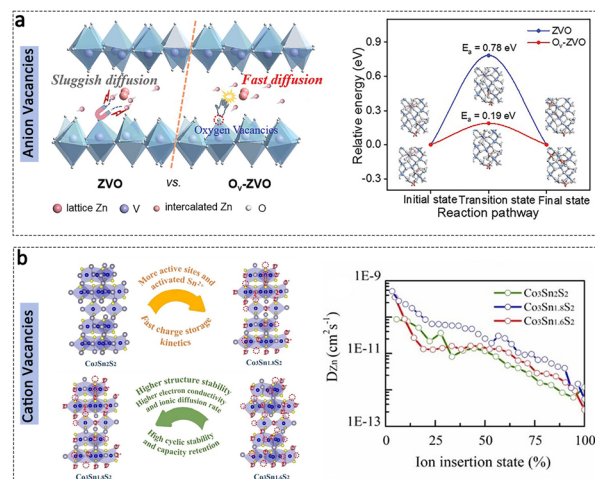 a
Anion Vacancies
Sluggish diffusion
Fast diffusion
Oxygen Vacancies
ZVO
vs.
Oᵥ-ZVO
lattice Zn
V
intercalated Zn
O
Relative energy (eV)
0.9
0.6
0.3
0.0
-0.3
ZVO
Oᵥ-ZVO
Eₐ = 0.78 eV
Eₐ = 0.19 eV
Initial state
Transition state
Final state
Reaction pathway
b
Cation Vacancies
Co3Sn2S2
More active sites and
activated Sn²⁺
Fast charge storage
kinetics
Co3Sn1.8S2
Higher structure stability
Higher electron conductivity
and ionic diffusion rate
High cyclic stability
and capacity retention
Co3Sn1.8S2
Co3Sn1.6S2
D_Zn (cm²s⁻¹)
1E-9
1E-11
1E-13
Co3Sn2S2
Co3Sn1.8S2
Co3Sn1.6S2
0
25
50
75
100
Ion insertion state (%)